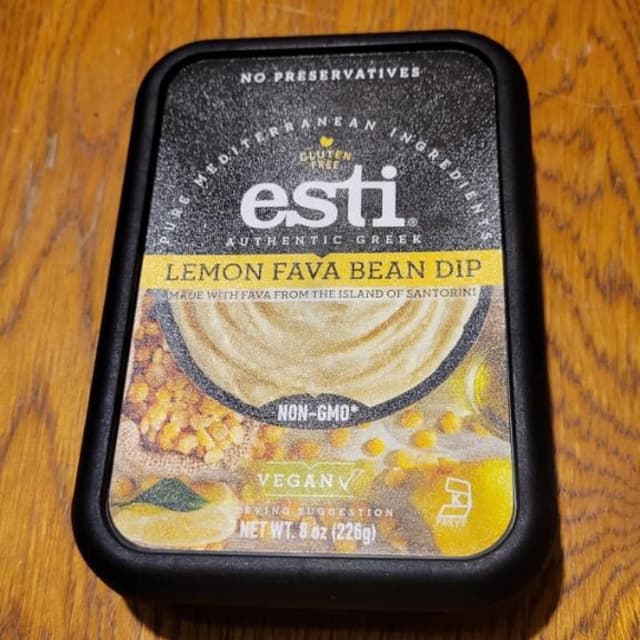 NO PRESERVATIVES
PURE MEDITERRANEAN INGREDIENTS
GLUTEN
FREE
esti®
AUTHENTIC GREEK
LEMON FAVA BEAN DIP
MADE WITH FAVA FROM THE ISLAND OF SANTORINI
NON-GMO*
VEGAN
SERVING SUGGESTION
NET WT. 8 oz (226g)
K
PARVE